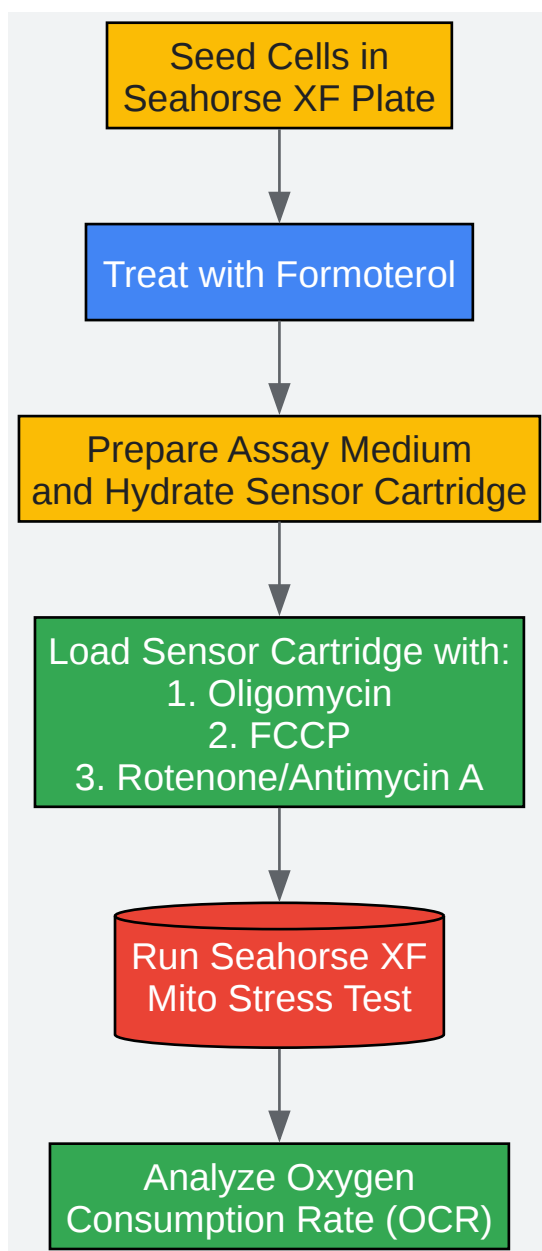 Seed Cells in
Seahorse XF Plate
Treat with Formoterol
Prepare Assay Medium
and Hydrate Sensor Cartridge
Load Sensor Cartridge with:
1. Oligomycin
2. FCCP
3. Rotenone/Antimycin A
Run Seahorse XF
Mito Stress Test
Analyze Oxygen
Consumption Rate (OCR)